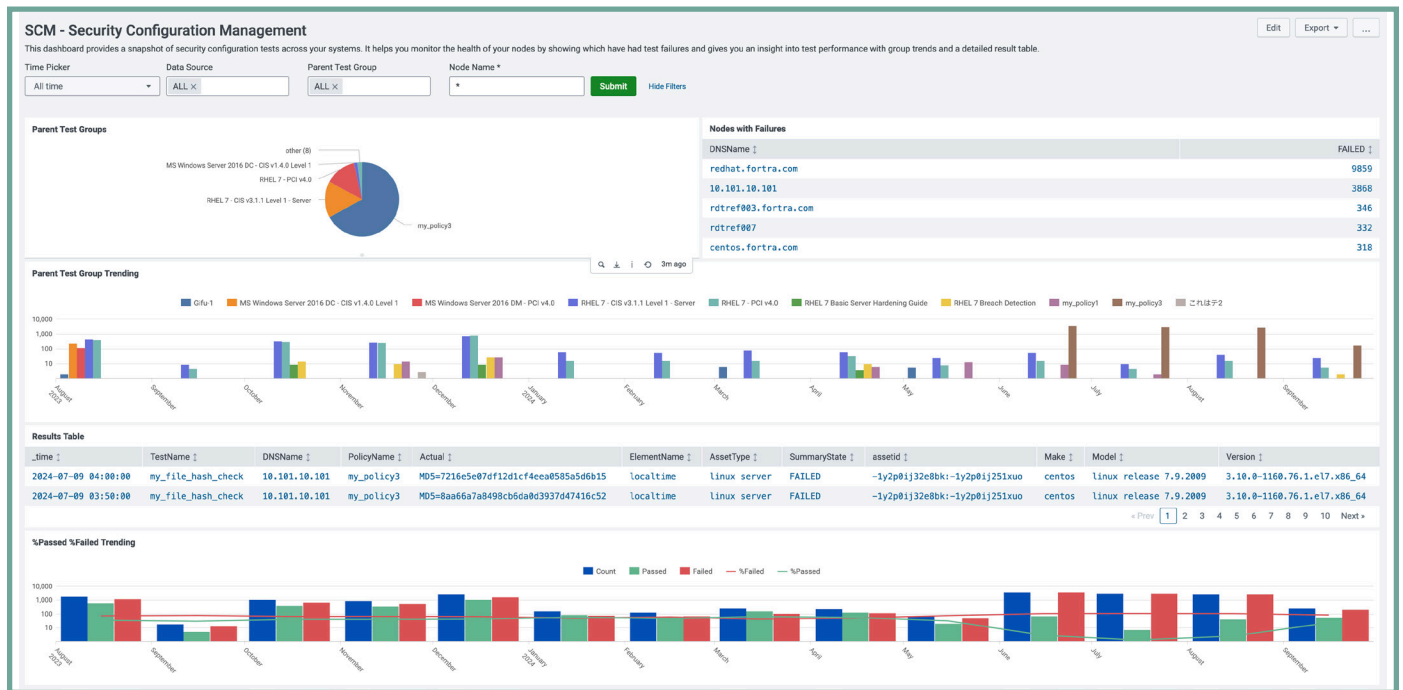 SCM - Security Configuration Management
Edit
Export
...
This dashboard provides a snapshot of security configuration tests across your systems. It helps you monitor the health of your nodes by showing which have had test failures and gives you an insight into test performance with group trends and a detailed result table.
Time Picker Data Source Parent Test Group Node Name *
All time ALL × ALL × * Submit Hide Filters
Parent Test Groups
other (8)
MS Windows Server 2016 DC - CIS v1.4.0 Level 1
RHEL 7 - PCI v4.0
RHEL 7 - CIS v3.1.1 Level 1 - Server
my_policy3
Nodes with Failures
DNSName FAILED
redhat.fortra.com 9859
10.101.10.101 3868
rdtref003.fortra.com 346
rdtref007 332
centos.fortra.com 318
3m ago
Parent Test Group Trending
Gifu-1 MS Windows Server 2016 DC - CIS v1.4.0 Level 1 MS Windows Server 2016 DM - PCI v4.0 RHEL 7 - CIS v3.1.1 Level 1 - Server RHEL 7 - PCI v4.0 RHEL 7 Basic Server Hardening Guide RHEL 7 Breach Detection my_policy1 my_policy3 これはテ2
10,000
1,000
100
10
August 2023 September October November December January 2024 February March April May June July August September
Results Table
_time TestName DNSName PolicyName Actual ElementName AssetType SummaryState assetid Make Model Version
2024-07-09 04:00:00 my_file_hash_check 10.101.10.101 my_policy3 MD5=7216e5e07df12d1cf4eea0585a5d6b15 localtime linux server FAILED -1y2p0ij32e8bk:-1y2p0ij251xuo centos linux release 7.9.2009 3.10.0-1160.76.1.el7.x86_64
2024-07-09 03:50:00 my_file_hash_check 10.101.10.101 my_policy3 MD5=8aa66a7a8498cb6da0d3937d47416c52 localtime linux server FAILED -1y2p0ij32e8bk:-1y2p0ij251xuo centos linux release 7.9.2009 3.10.0-1160.76.1.el7.x86_64
« Prev 1 2 3 4 5 6 7 8 9 10 Next »
%Passed %Failed Trending
Count Passed Failed %Failed %Passed
10,000
1,000
100
10
August 2023 September October November December January 2024 February March April May June July August September